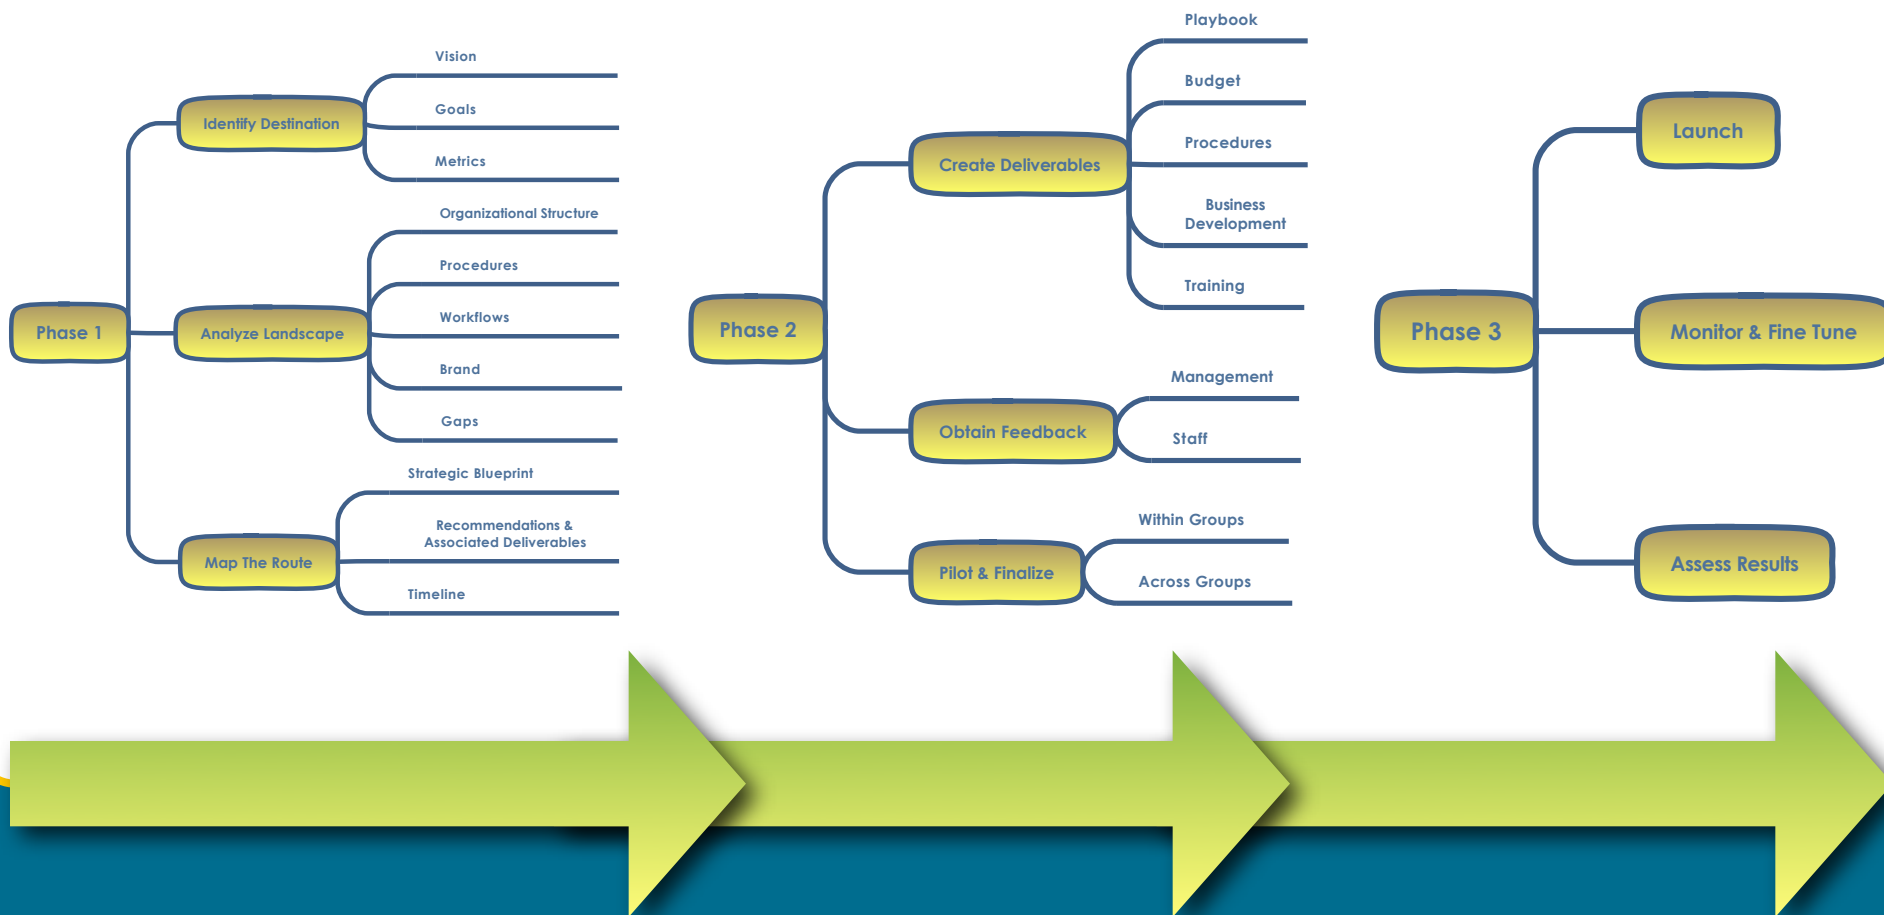 Phase 1
Identify Destination
Vision
Goals
Metrics
Analyze Landscape
Organizational Structure
Procedures
Workflows
Brand
Gaps
Map The Route
Strategic Blueprint
Recommendations &
Associated Deliverables
Timeline
Phase 2
Create Deliverables
Playbook
Budget
Procedures
Business
Development
Training
Obtain Feedback
Management
Staff
Pilot & Finalize
Within Groups
Across Groups
Phase 3
Launch
Monitor & Fine Tune
Assess Results